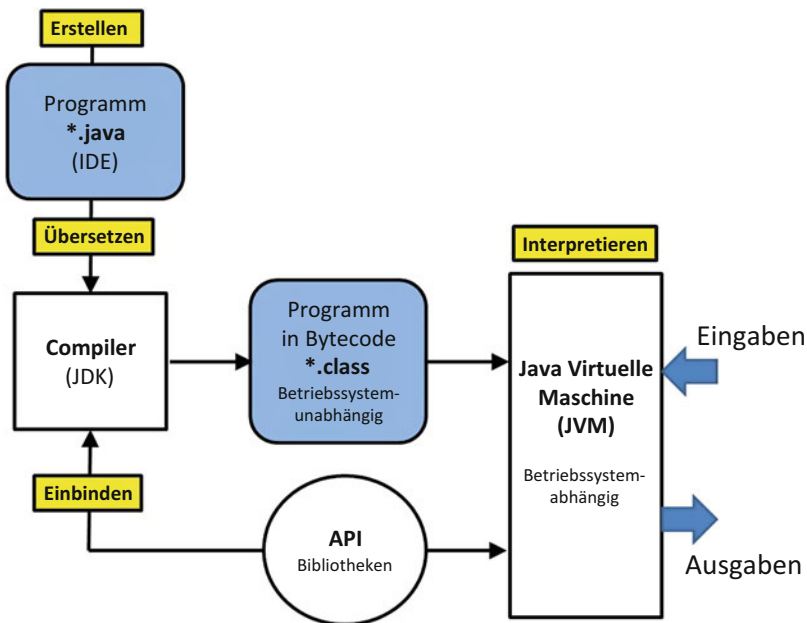 Erstellen
Programm
*.java
(IDE)
Übersetzen
Compiler
(JDK)
Einbinden
Programm
in Bytecode
*.class
Betriebssystem-
unabhängig
API
Bibliotheken
Interpretieren
Java Virtuelle
Maschine
(JVM)
Betriebssystem-
abhängig
Eingaben
Ausgaben